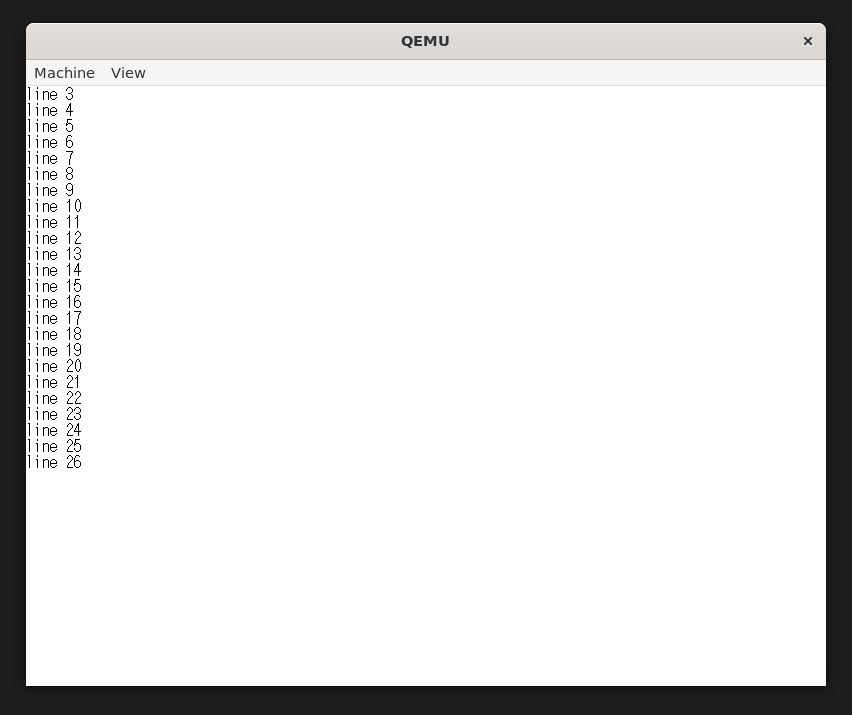 QEMU ×
Machine View
line 3
line 4
line 5
line 6
line 7
line 8
line 9
line 10
line 11
line 12
line 13
line 14
line 15
line 16
line 17
line 18
line 19
line 20
line 21
line 22
line 23
line 24
line 25
line 26